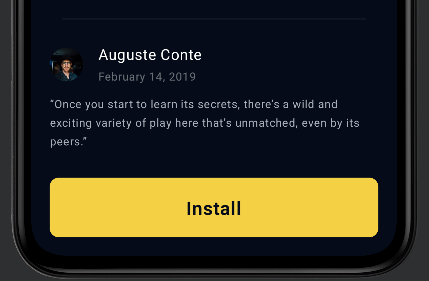 Auguste Conte
February 14, 2019
“Once you start to learn its secrets, there’s a wild and
exciting variety of play here that’s unmatched, even by its
peers.”
Install